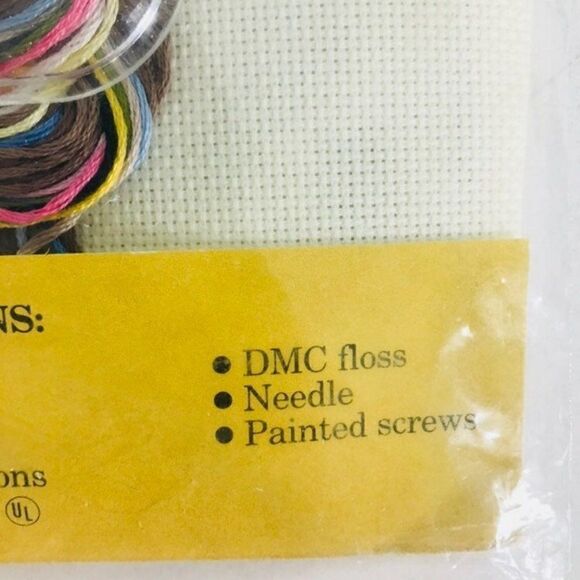 NS:
• DMC floss
• Needle
• Painted screws
ons
UL